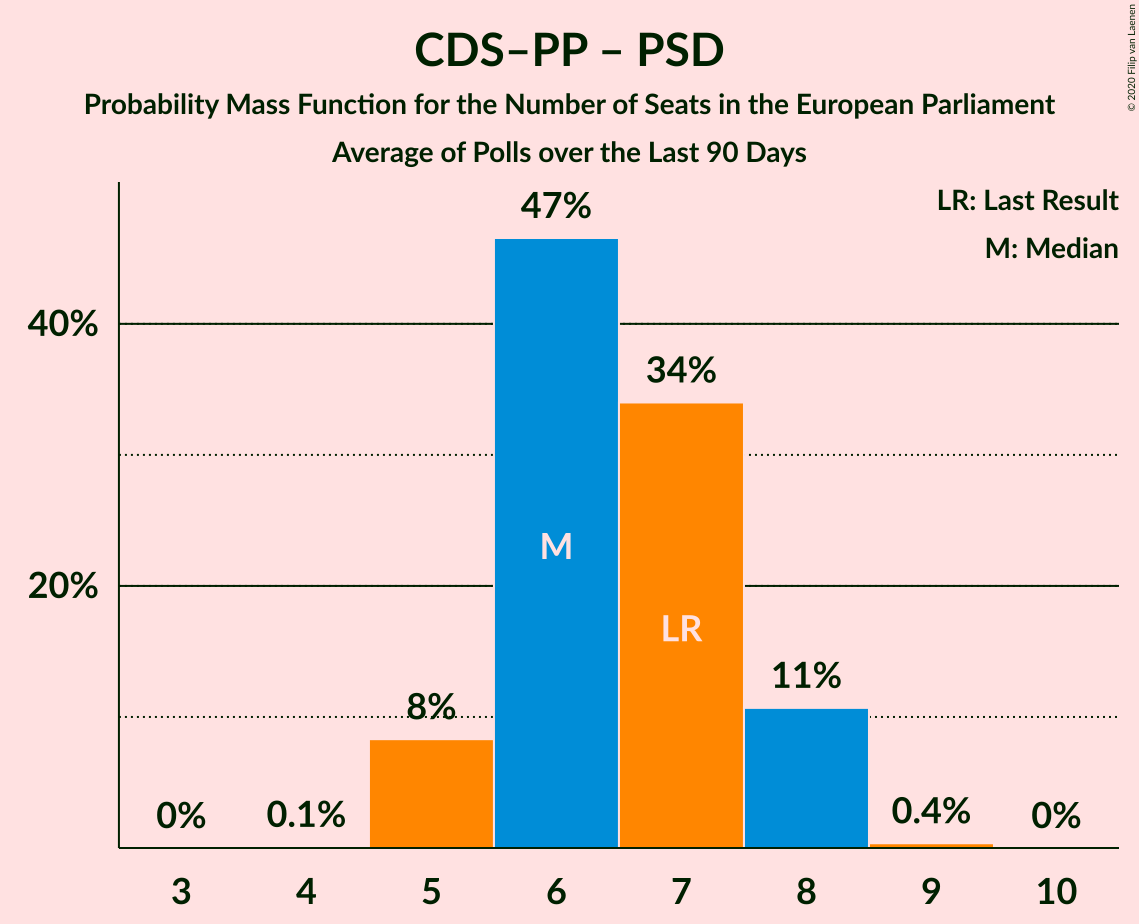 CDS–PP – PSD
Probability Mass Function for the Number of Seats in the European Parliament
Average of Polls over the Last 90 Days
© 2020 Filip van Laenen
LR: Last Result
M: Median
47%
40%
34%
M
20%
LR
11%
8%
0%
0.1%
0.4%
0%
3 4 5 6 7 8 9 10